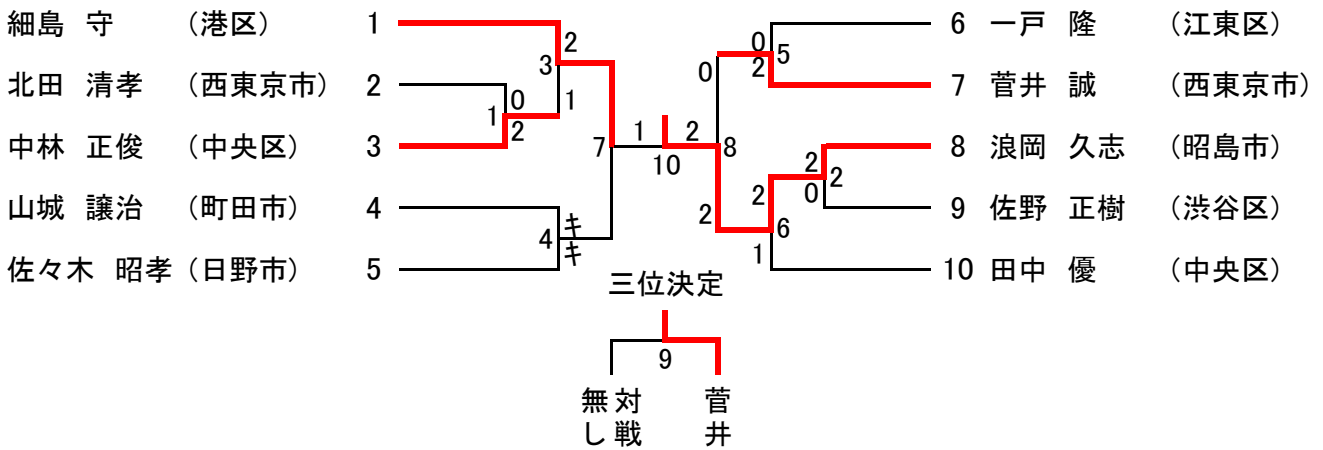 細島 守 （港区） 1
北田 清孝 （西東京市） 2
中林 正俊 （中央区） 3
山城 譲治 （町田市） 4
佐々木 昭孝 （日野市） 5
0
1
2
2
3
1
キ
4
キ
7
1
10
2
8
0
2
0
5
2
2
2
0
2
6
1
6 一戸 隆 （江東区）
7 菅井 誠 （西東京市）
8 浪岡 久志 （昭島市）
9 佐野 正樹 （渋谷区）
10 田中 優 （中央区）
三位決定
9
対戦
無し
菅井